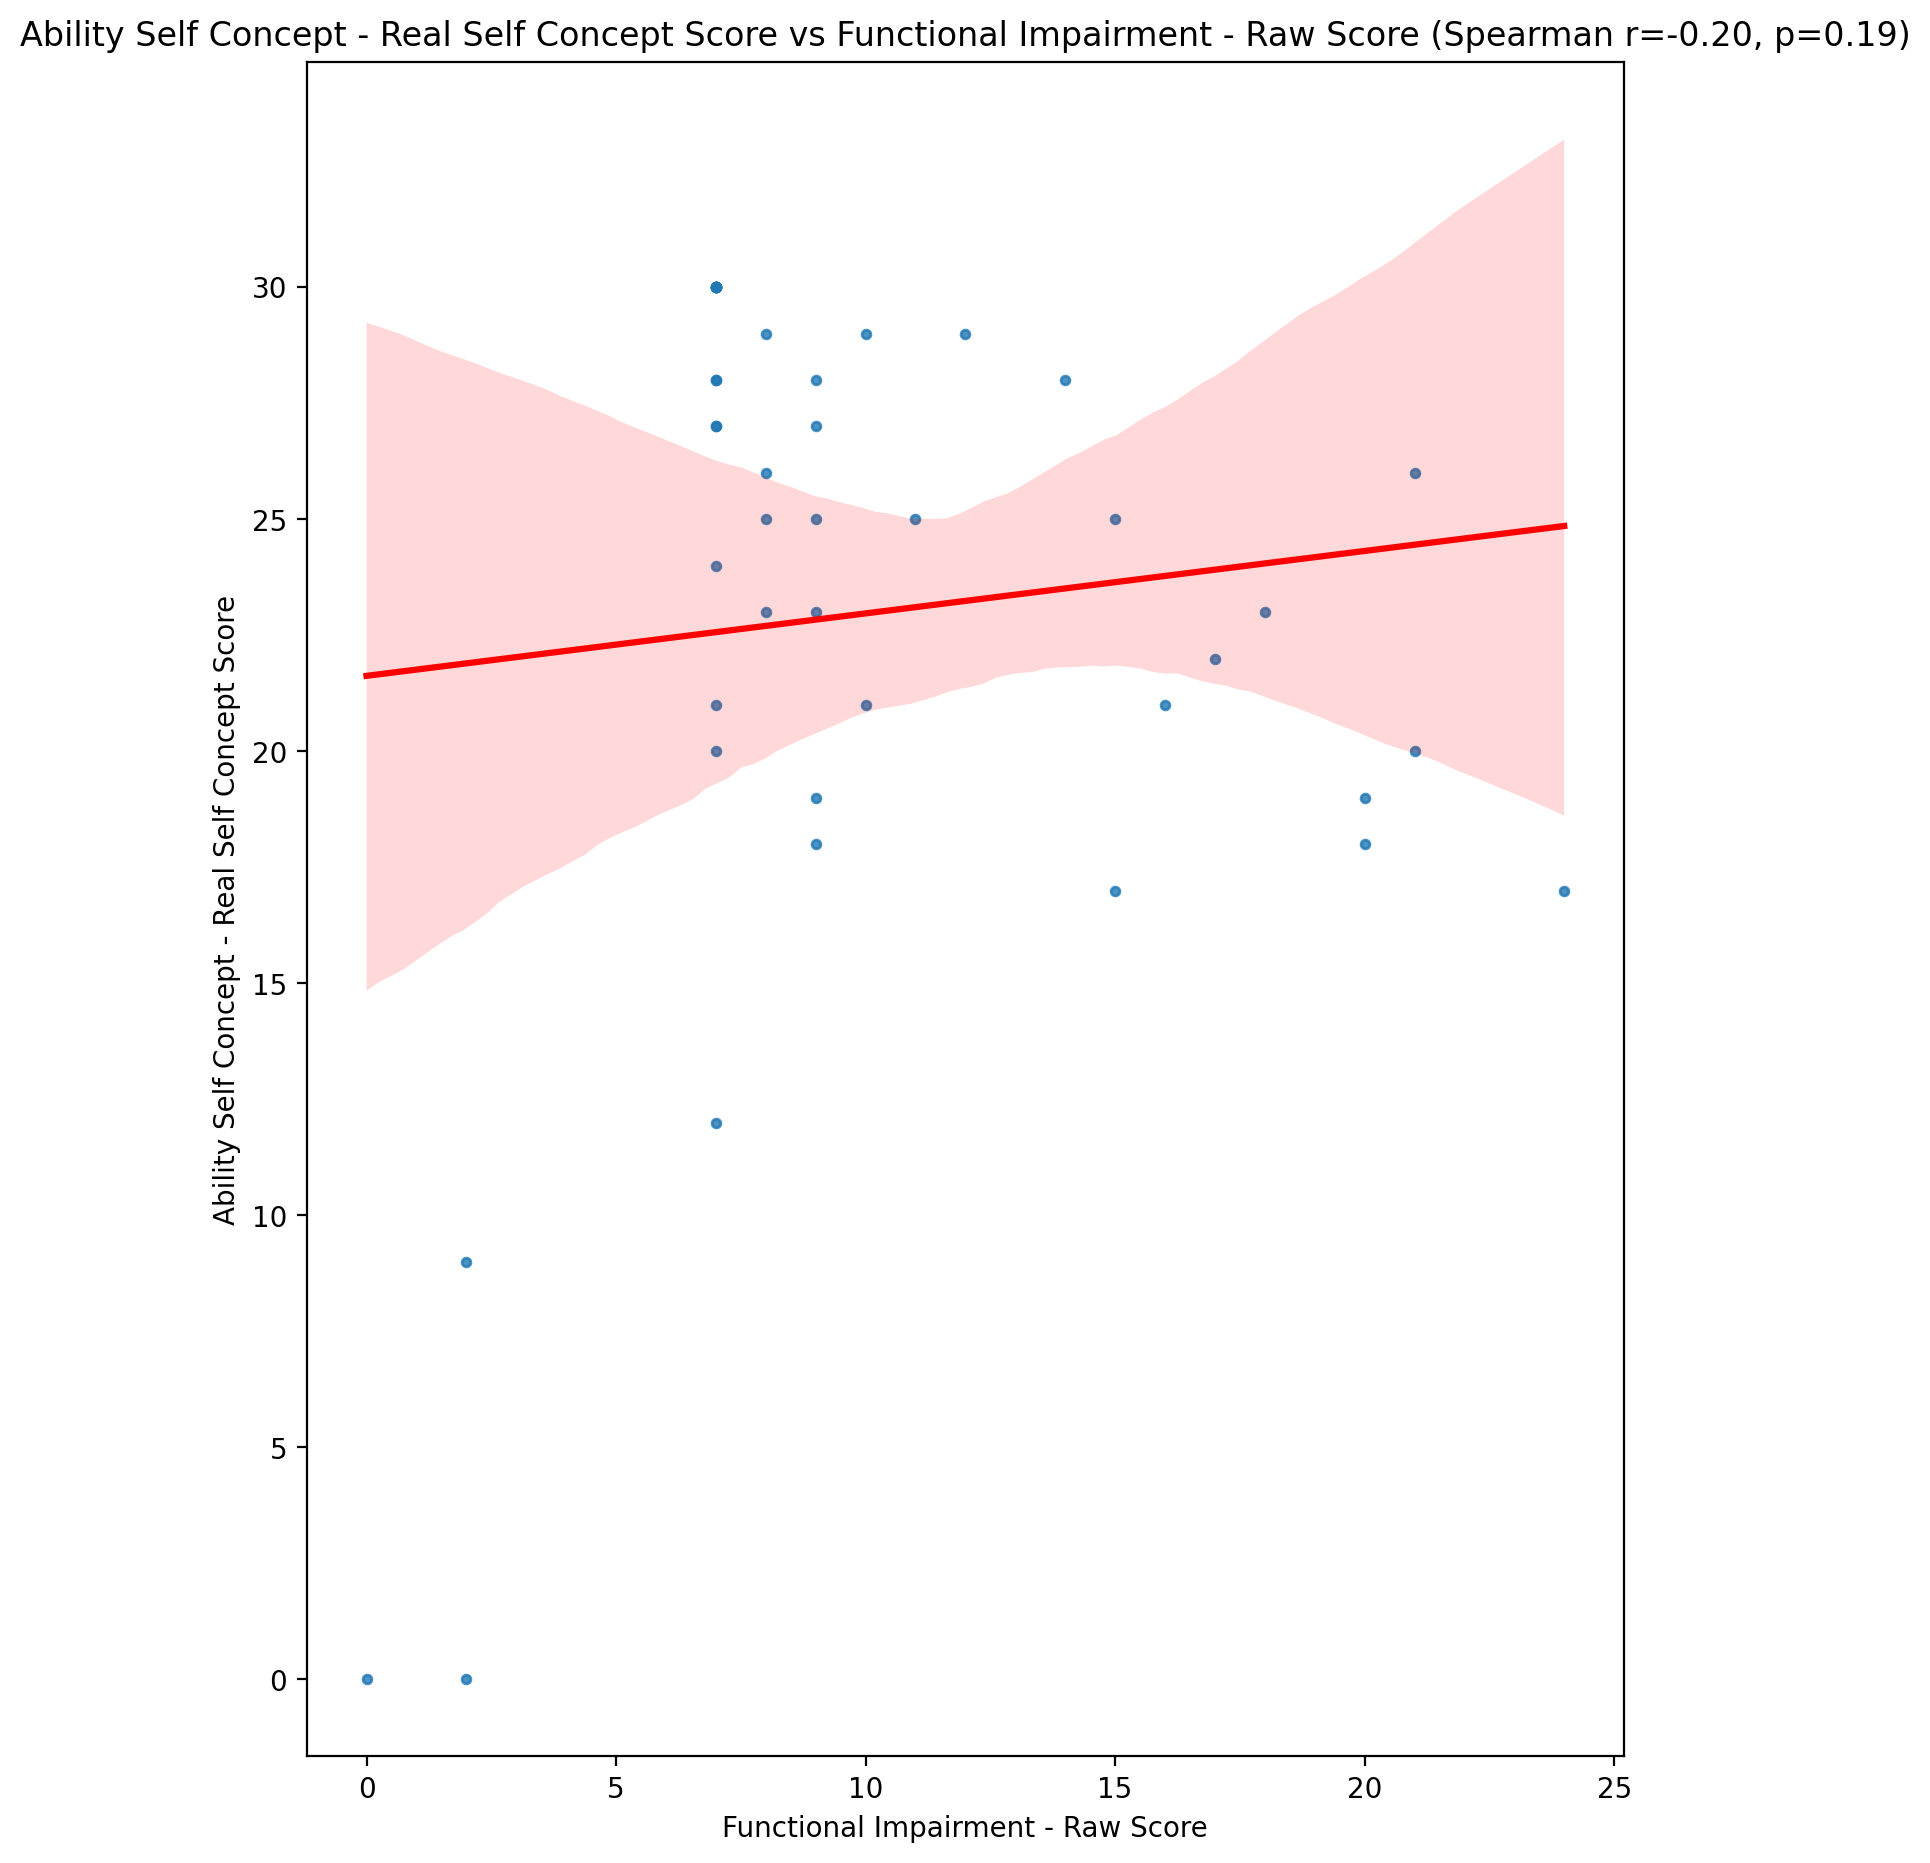 Ability Self Concept - Real Self Concept Score vs Functional Impairment - Raw Score (Spearman r=-0.20, p=0.19)
Ability Self Concept - Real Self Concept Score
30
25
20
15
10
5
0
0 5 10 15 20 25
Functional Impairment - Raw Score